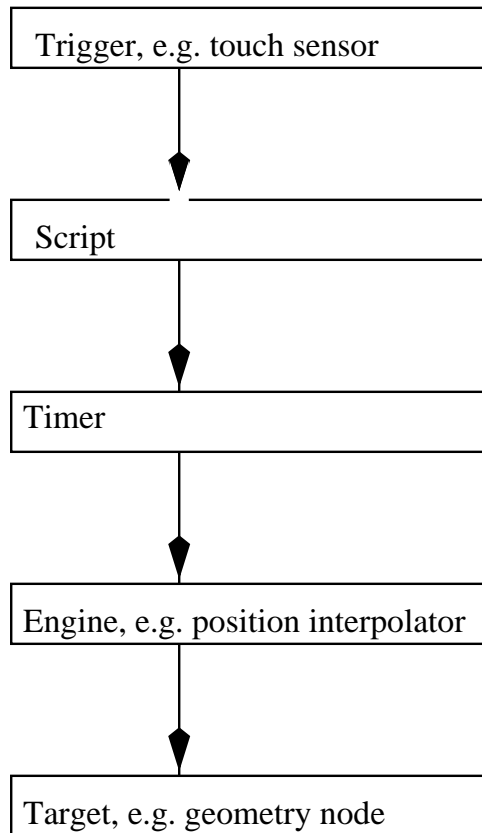 Trigger, e.g. touch sensor
Script
Timer
Engine, e.g. position interpolator
Target, e.g. geometry node